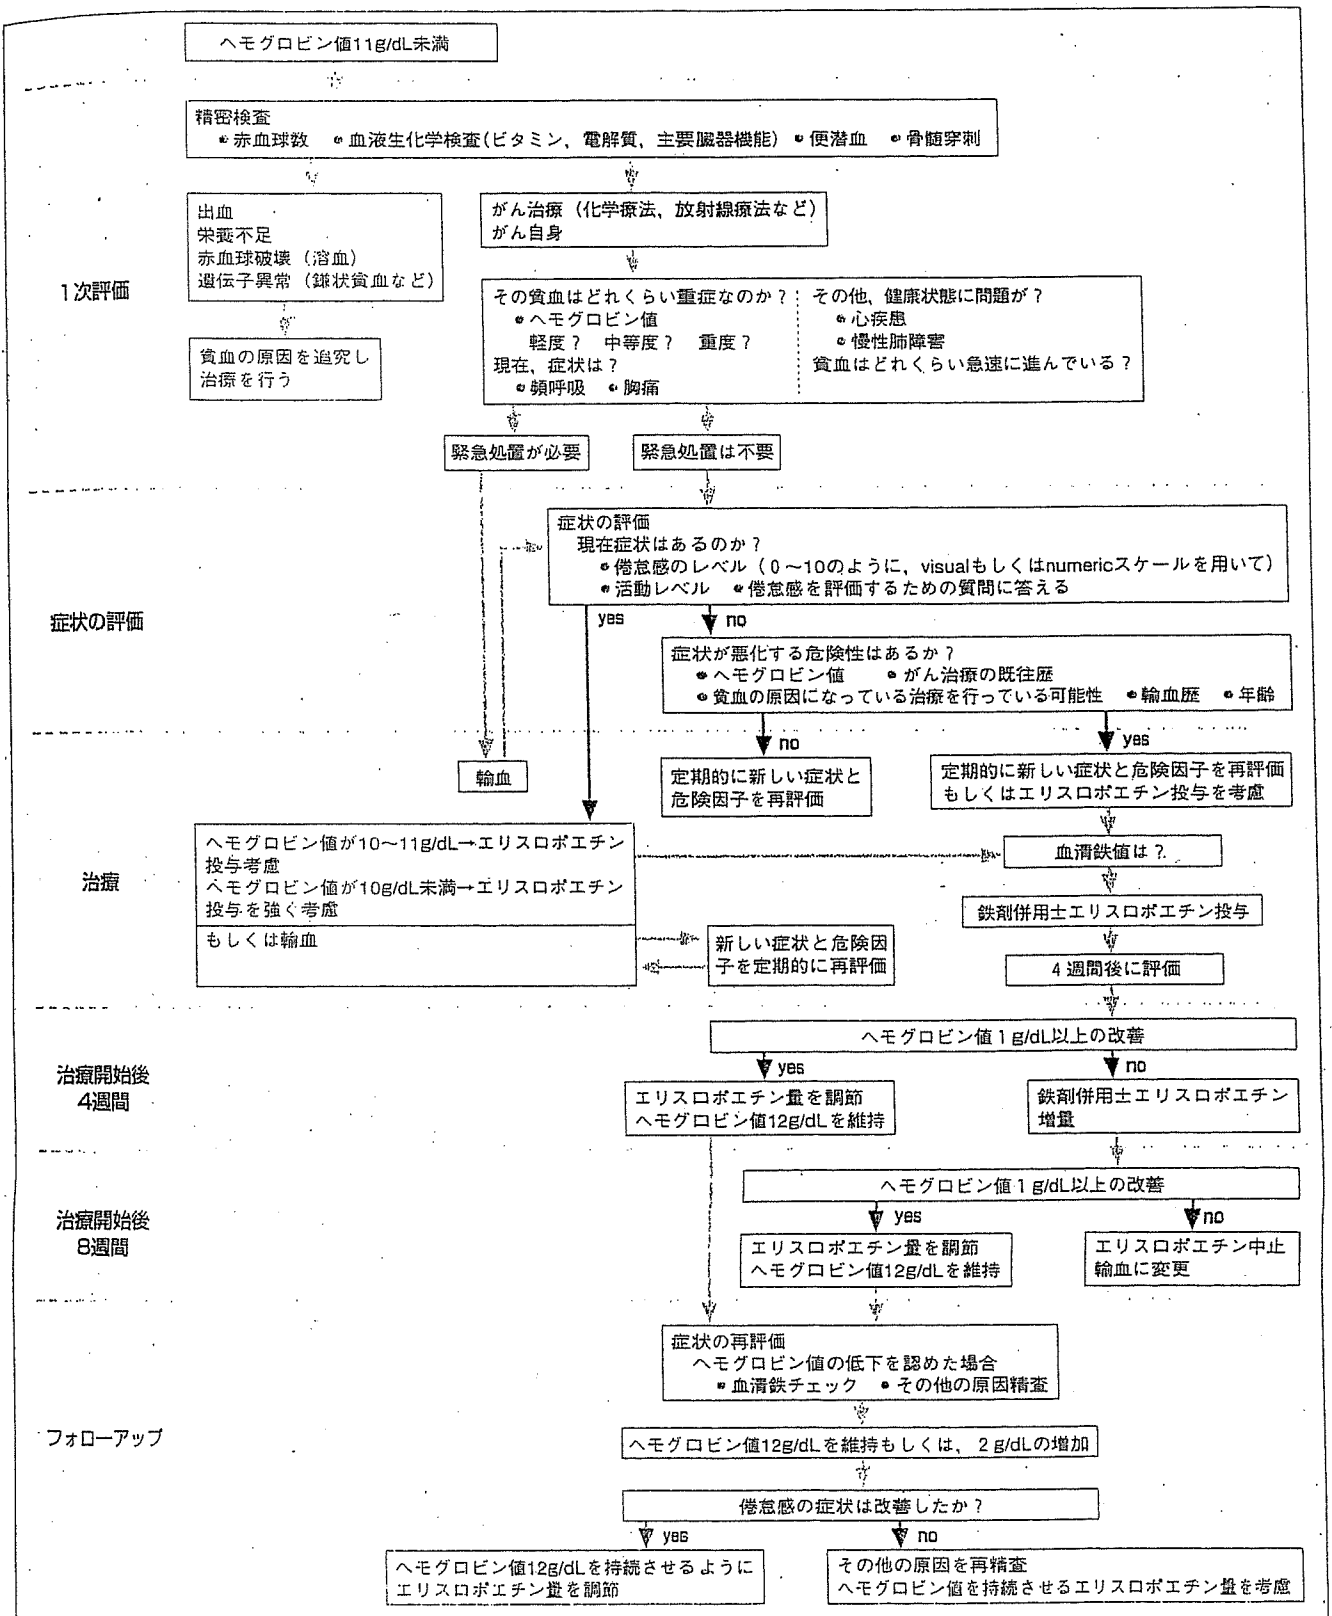 ヘモグロビン値11g/dL未満
精密検査
●赤血球数 ●血液生化学検査(ビタミン、電解質、主要臓器機能) ●便潜血 ●骨髄穿刺
出血
栄養不足
赤血球破壊（溶血）
遺伝子異常（鎌状貧血など）
がん治療（化学療法、放射線療法など）
がん自身
1次評価
貧血の原因を追究し
治療を行う
その貧血はどれくらい重症なのか？
●ヘモグロビン値
軽度？ 中等度？ 重度？
現在、症状は？
●頻呼吸 ●胸痛
その他、健康状態に問題が？
●心疾患
●慢性肺障害
貧血はどれくらい急速に進んでいる？
緊急処置が必要
緊急処置は不要
症状の評価
症状の評価
現在症状はあるのか？
●倦怠感のレベル（0～10のように、visualもしくはnumericスケールを用いて）
●活動レベル ●倦怠感を評価するための質問に答える
yes
no
症状が悪化する危険性はあるか？
●ヘモグロビン値 ●がん治療の既往歴
●貧血の原因になっている治療を行っている可能性 ●輸血歴 ●年齢
no
yes
治療
輸血
定期的に新しい症状と
危険因子を再評価
定期的に新しい症状と危険因子を再評価
もしくはエリスロポエチン投与を考慮
ヘモグロビン値が10～11g/dL→エリスロポエチン
投与考慮
ヘモグロビン値が10g/dL未満→エリスロポエチン
投与を強く考慮
もしくは輸血
新しい症状と危険因
子を定期的に再評価
血清鉄値は？
鉄剤併用±エリスロポエチン投与
4週間後に評価
治療開始後
4週間
ヘモグロビン値1g/dL以上の改善
yes
no
エリスロポエチン量を調節
ヘモグロビン値12g/dLを維持
鉄剤併用±エリスロポエチン
増量
治療開始後
8週間
ヘモグロビン値1g/dL以上の改善
yes
no
エリスロポエチン量を調節
ヘモグロビン値12g/dLを維持
エリスロポエチン中止
輸血に変更
フォローアップ
症状の再評価
ヘモグロビン値の低下を認めた場合
●血清鉄チェック ●その他の原因精査
ヘモグロビン値12g/dLを維持もしくは、2g/dLの増加
倦怠感の症状は改善したか？
yes
no
ヘモグロビン値12g/dLを持続させるように
エリスロポエチン量を調節
その他の原因を再精査
ヘモグロビン値を持続させるエリスロポエチン量を考慮